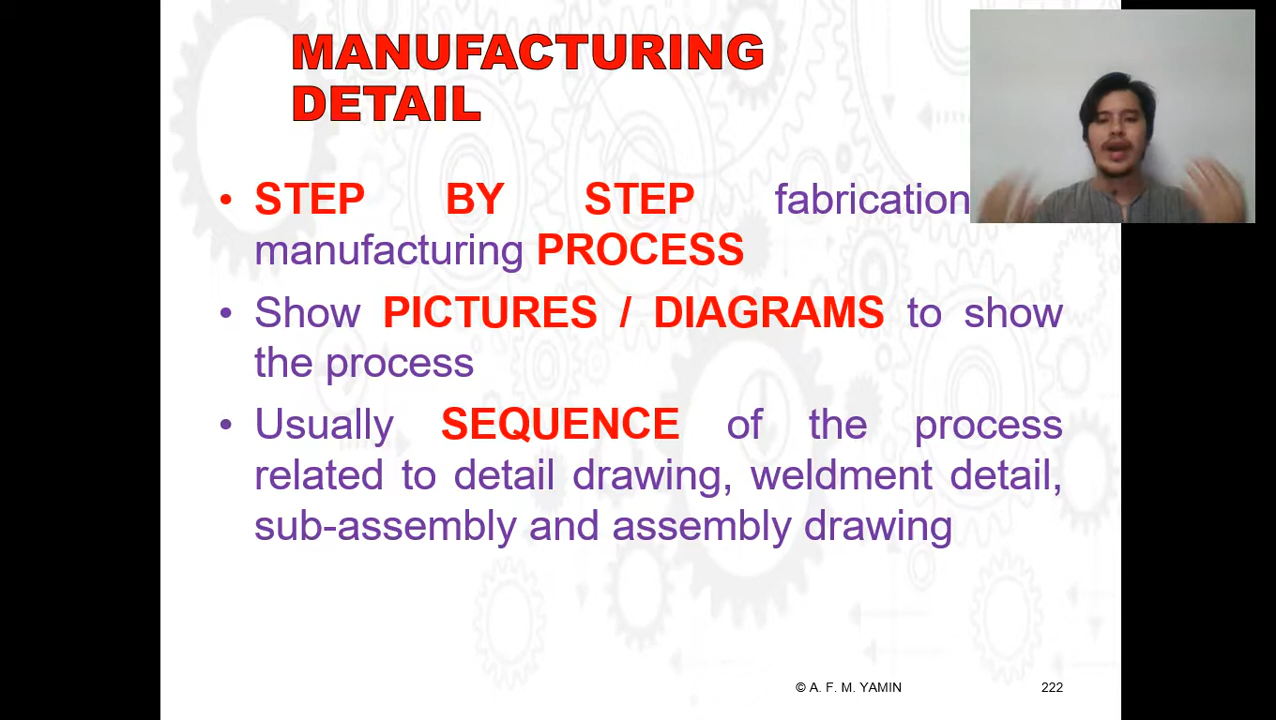 MANUFACTURING
DETAIL
• STEP BY STEP fabrication
manufacturing PROCESS
• Show PICTURES / DIAGRAMS to show
the process
• Usually SEQUENCE of the process
related to detail drawing, weldment detail,
sub-assembly and assembly drawing
© A. F. M. YAMIN 222